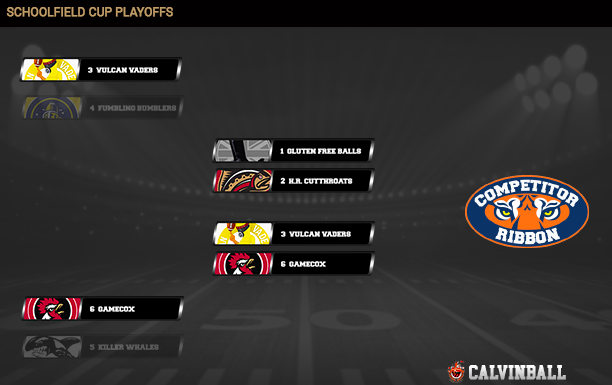 SCHOOLFIELD CUP PLAYOFFS
3 VULCAN VADERS
4 FUMBLING BUMBLERS
1 GLUTEN FREE BALLS
2 H.R. CUTTHROATS
3 VULCAN VADERS
6 GAMECOX
COMPETITOR
RIBBON
6 GAMECOX
5 KILLER WHALES
CALVINBALL